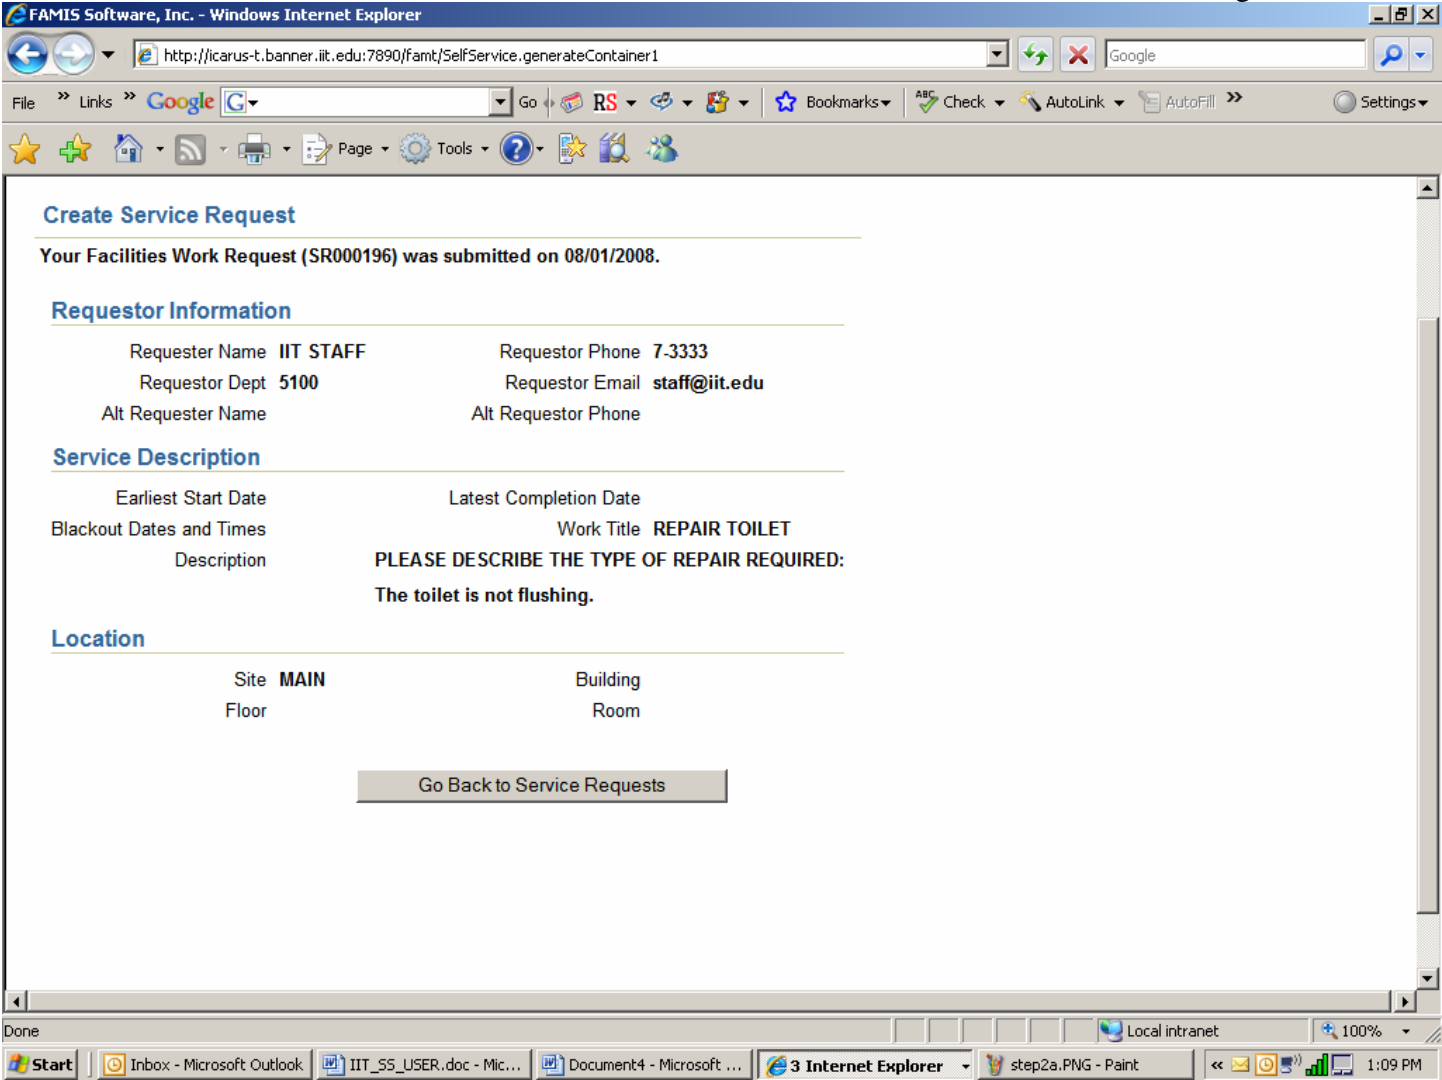 FAMIS Software, Inc. - Windows Internet Explorer
http://icarus-t.banner.iit.edu:7890/famt/SelfService.generateContainer1
Google
File » Links » Google G Go RS Bookmarks ABC Check AutoLink AutoFill » Settings
Page Tools
Create Service Request
Your Facilities Work Request (SR000196) was submitted on 08/01/2008.
Requestor Information
Requester Name IIT STAFF Requestor Phone 7-3333
Requestor Dept 5100 Requestor Email staff@iit.edu
Alt Requester Name Alt Requestor Phone
Service Description
Earliest Start Date Latest Completion Date
Blackout Dates and Times Work Title REPAIR TOILET
Description PLEASE DESCRIBE THE TYPE OF REPAIR REQUIRED:
The toilet is not flushing.
Location
Site MAIN Building
Floor Room
Go Back to Service Requests
Done Local intranet 100%
Start Inbox - Microsoft Outlook IIT_SS_USER.doc - Mic... Document4 - Microsoft ... 3 Internet Explorer step2a.PNG - Paint « 1:09 PM